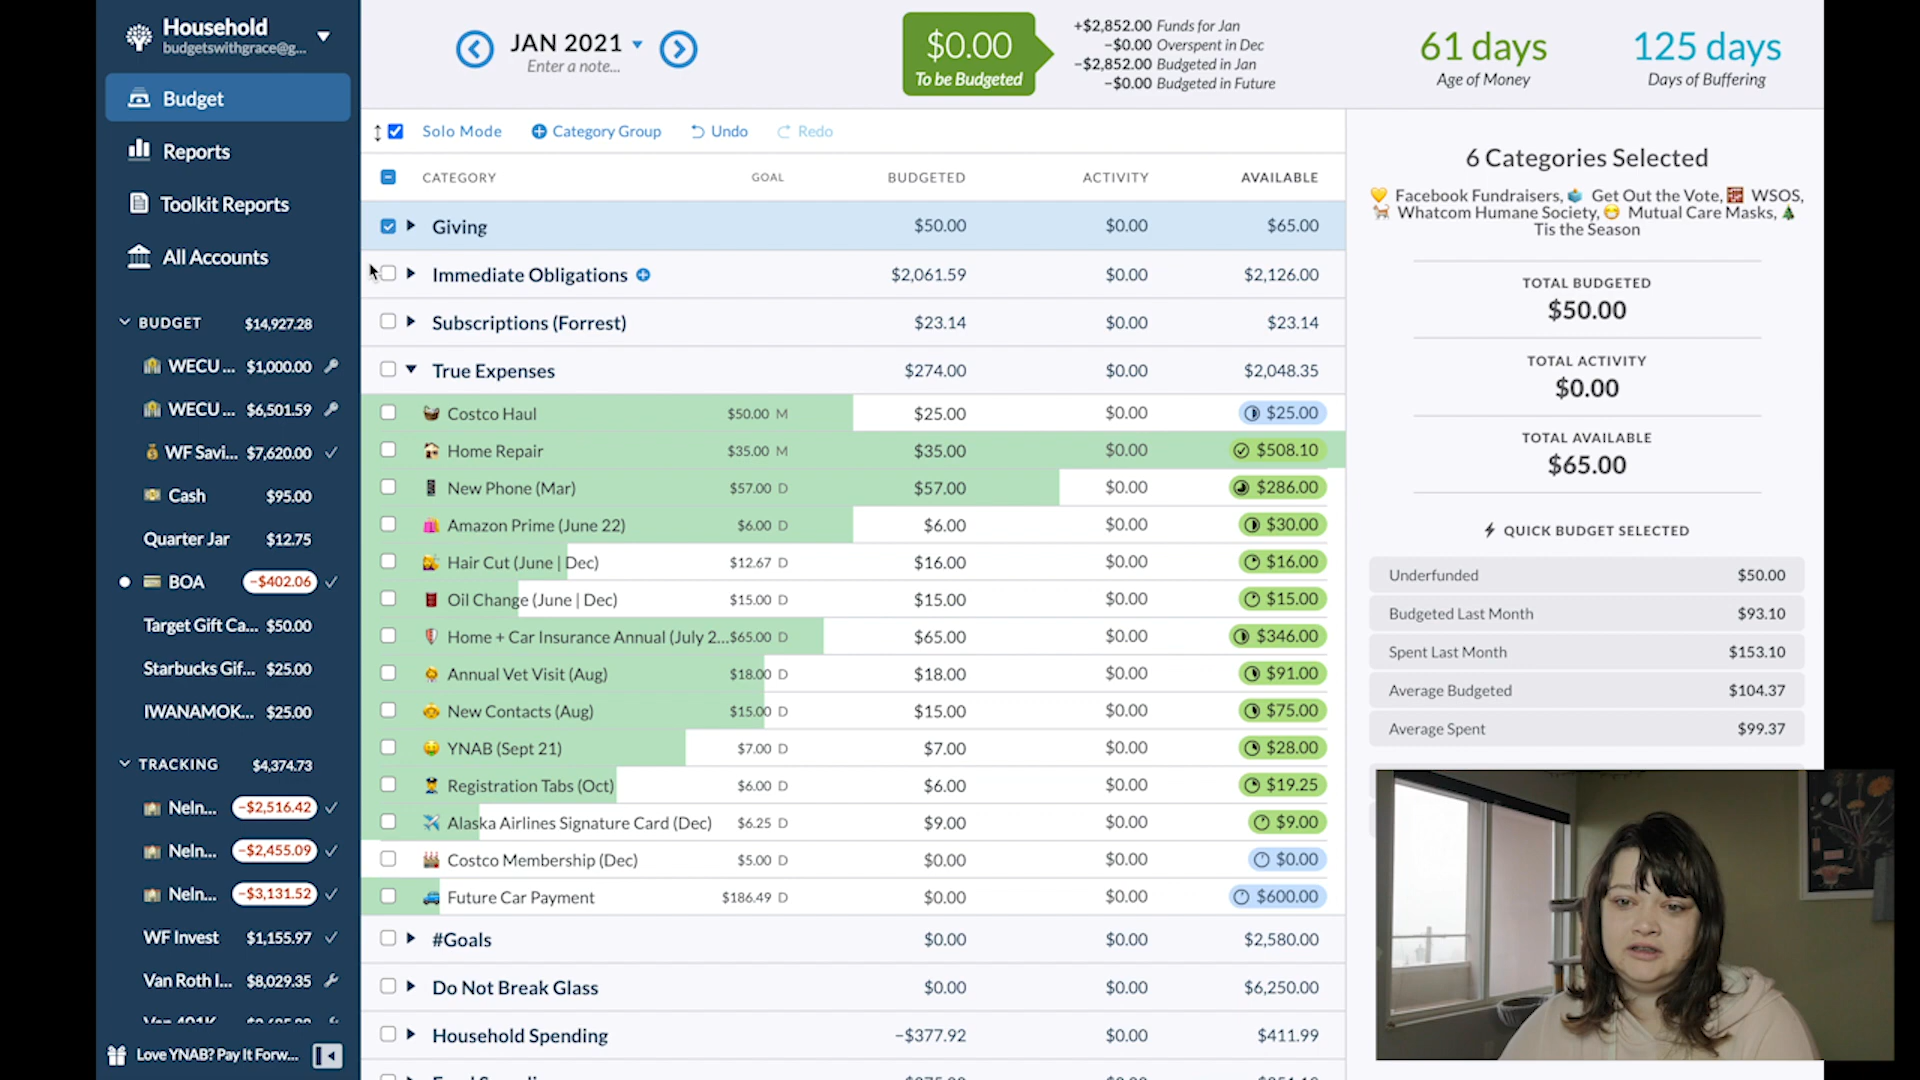 Household
budgetswithgrace@g...
Budget
Reports
Toolkit Reports
All Accounts
BUDGET $14,927.28
WECU ... $1,000.00
WECU ... $6,501.59
WF Savi... $7,620.00
Cash $95.00
Quarter Jar $12.75
BOA -$402.06
Target Gift Ca... $50.00
Starbucks Gif... $25.00
IWANAMOK... $25.00
TRACKING $4,374.73
Neln... -$2,516.42
Neln... -$2,455.09
Neln... -$3,131.52
WF Invest $1,155.97
Van Roth I... $8,029.35
Love YNAB? Pay It Forw...
JAN 2021
Enter a note...
$0.00
To be Budgeted
+$2,852.00 Funds for Jan
-$0.00 Overspent in Dec
-$2,852.00 Budgeted in Jan
-$0.00 Budgeted in Future
61 days
Age of Money
125 days
Days of Buffering
Solo Mode Category Group Undo Redo
CATEGORY GOAL BUDGETED ACTIVITY AVAILABLE
Giving $50.00 $0.00 $65.00
Immediate Obligations $2,061.59 $0.00 $2,126.00
Subscriptions (Forrest) $23.14 $0.00 $23.14
True Expenses $274.00 $0.00 $2,048.35
Costco Haul $50.00 M $25.00 $0.00 $25.00
Home Repair $35.00 M $35.00 $0.00 $508.10
New Phone (Mar) $57.00 D $57.00 $0.00 $286.00
Amazon Prime (June 22) $6.00 D $6.00 $0.00 $30.00
Hair Cut (June | Dec) $12.67 D $16.00 $0.00 $16.00
Oil Change (June | Dec) $15.00 D $15.00 $0.00 $15.00
Home + Car Insurance Annual (July 2... $65.00 D $65.00 $0.00 $346.00
Annual Vet Visit (Aug) $18.00 D $18.00 $0.00 $91.00
New Contacts (Aug) $15.00 D $15.00 $0.00 $75.00
YNAB (Sept 21) $7.00 D $7.00 $0.00 $28.00
Registration Tabs (Oct) $6.00 D $6.00 $0.00 $19.25
Alaska Airlines Signature Card (Dec) $6.25 D $9.00 $0.00 $9.00
Costco Membership (Dec) $5.00 D $0.00 $0.00 $0.00
Future Car Payment $186.49 D $0.00 $0.00 $600.00
#Goals $0.00 $0.00 $2,580.00
Do Not Break Glass $0.00 $0.00 $6,250.00
Household Spending -$377.92 $0.00 $411.99
6 Categories Selected
Facebook Fundraisers, Get Out the Vote, WSOS,
Whatcom Humane Society, Mutual Care Masks,
Tis the Season
TOTAL BUDGETED
$50.00
TOTAL ACTIVITY
$0.00
TOTAL AVAILABLE
$65.00
QUICK BUDGET SELECTED
Underfunded $50.00
Budgeted Last Month $93.10
Spent Last Month $153.10
Average Budgeted $104.37
Average Spent $99.37